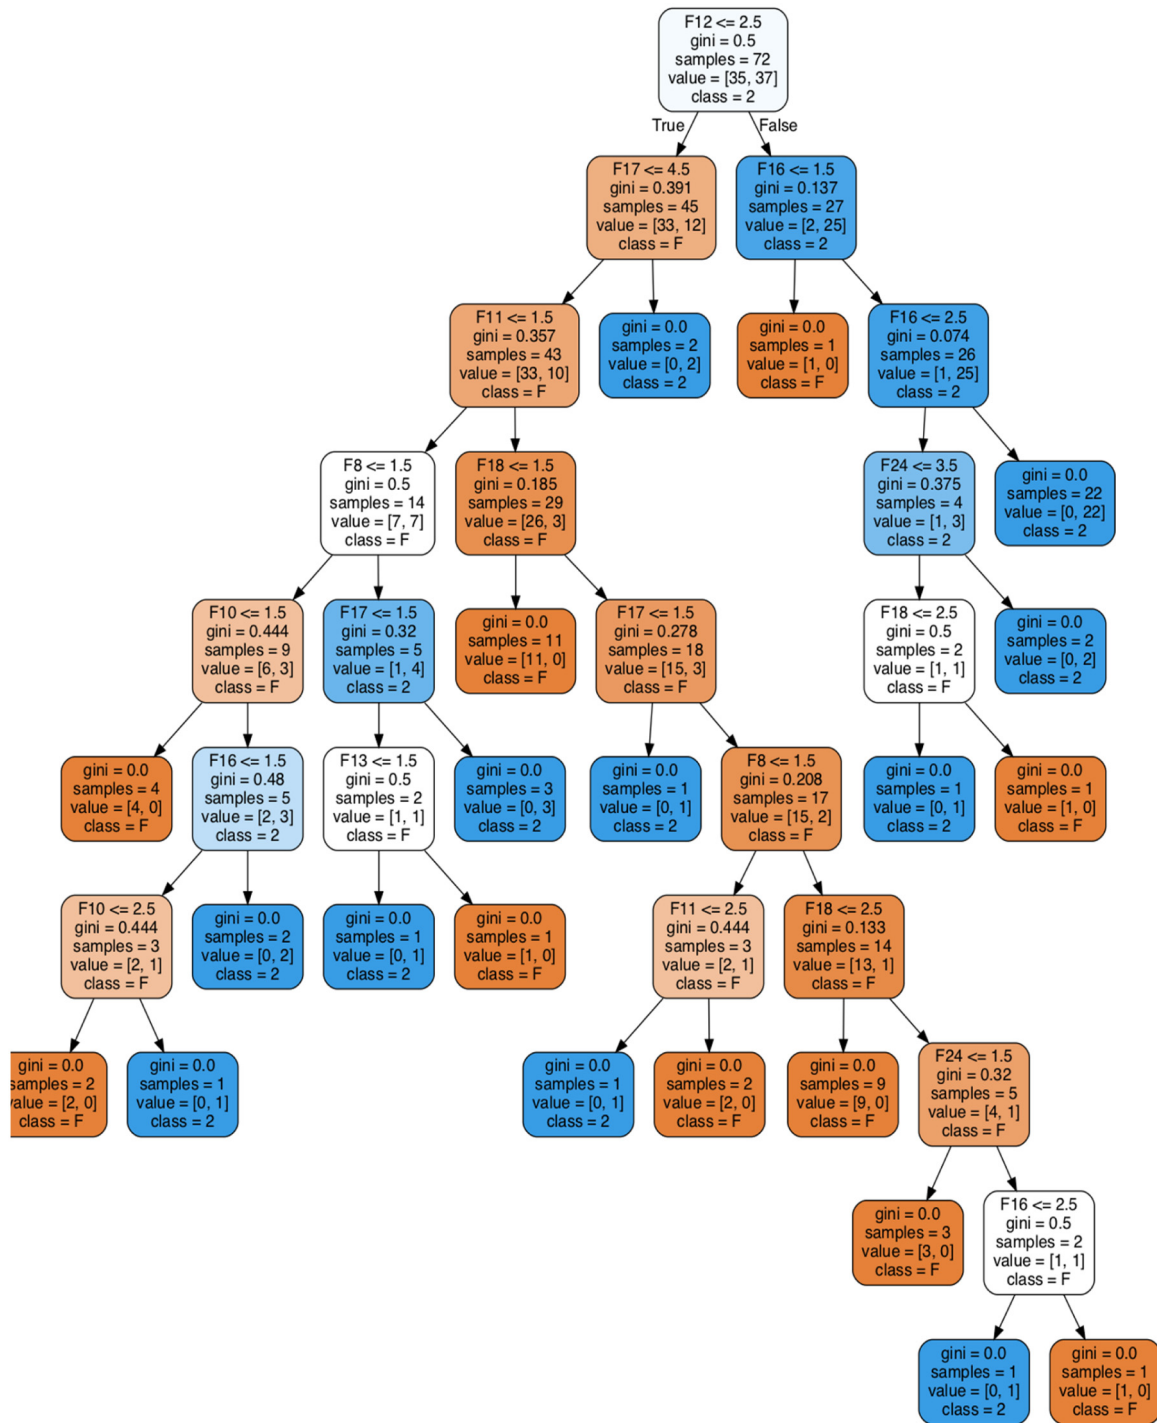 F12 <= 2.5
gini = 0.5
samples = 72
value = [35, 37]
class = 2
True
False
F17 <= 4.5
gini = 0.391
samples = 45
value = [33, 12]
class = F
F16 <= 1.5
gini = 0.137
samples = 27
value = [2, 25]
class = 2
F11 <= 1.5
gini = 0.357
samples = 43
value = [33, 10]
class = F
gini = 0.0
samples = 2
value = [0, 2]
class = 2
gini = 0.0
samples = 1
value = [1, 0]
class = F
F16 <= 2.5
gini = 0.074
samples = 26
value = [1, 25]
class = 2
F8 <= 1.5
gini = 0.5
samples = 14
value = [7, 7]
class = F
F18 <= 1.5
gini = 0.185
samples = 29
value = [26, 3]
class = F
F24 <= 3.5
gini = 0.375
samples = 4
value = [1, 3]
class = 2
gini = 0.0
samples = 22
value = [0, 22]
class = 2
F10 <= 1.5
gini = 0.444
samples = 9
value = [6, 3]
class = F
F17 <= 1.5
gini = 0.32
samples = 5
value = [1, 4]
class = 2
gini = 0.0
samples = 11
value = [11, 0]
class = F
F17 <= 1.5
gini = 0.278
samples = 18
value = [15, 3]
class = F
F18 <= 2.5
gini = 0.5
samples = 2
value = [1, 1]
class = F
gini = 0.0
samples = 2
value = [0, 2]
class = 2
gini = 0.0
samples = 4
value = [4, 0]
class = F
F16 <= 1.5
gini = 0.48
samples = 5
value = [2, 3]
class = 2
F13 <= 1.5
gini = 0.5
samples = 2
value = [1, 1]
class = F
gini = 0.0
samples = 3
value = [0, 3]
class = 2
gini = 0.0
samples = 1
value = [0, 1]
class = 2
F8 <= 1.5
gini = 0.208
samples = 17
value = [15, 2]
class = F
gini = 0.0
samples = 1
value = [0, 1]
class = 2
gini = 0.0
samples = 1
value = [1, 0]
class = F
F10 <= 2.5
gini = 0.444
samples = 3
value = [2, 1]
class = F
gini = 0.0
samples = 2
value = [0, 2]
class = 2
gini = 0.0
samples = 1
value = [0, 1]
class = 2
gini = 0.0
samples = 1
value = [1, 0]
class = F
F11 <= 2.5
gini = 0.444
samples = 3
value = [2, 1]
class = F
F18 <= 2.5
gini = 0.133
samples = 14
value = [13, 1]
class = F
gini = 0.0
samples = 2
value = [2, 0]
class = F
gini = 0.0
samples = 1
value = [0, 1]
class = 2
gini = 0.0
samples = 1
value = [0, 1]
class = 2
gini = 0.0
samples = 2
value = [2, 0]
class = F
gini = 0.0
samples = 9
value = [9, 0]
class = F
F24 <= 1.5
gini = 0.32
samples = 5
value = [4, 1]
class = F
gini = 0.0
samples = 3
value = [3, 0]
class = F
F16 <= 2.5
gini = 0.5
samples = 2
value = [1, 1]
class = F
gini = 0.0
samples = 1
value = [0, 1]
class = 2
gini = 0.0
samples = 1
value = [1, 0]
class = F